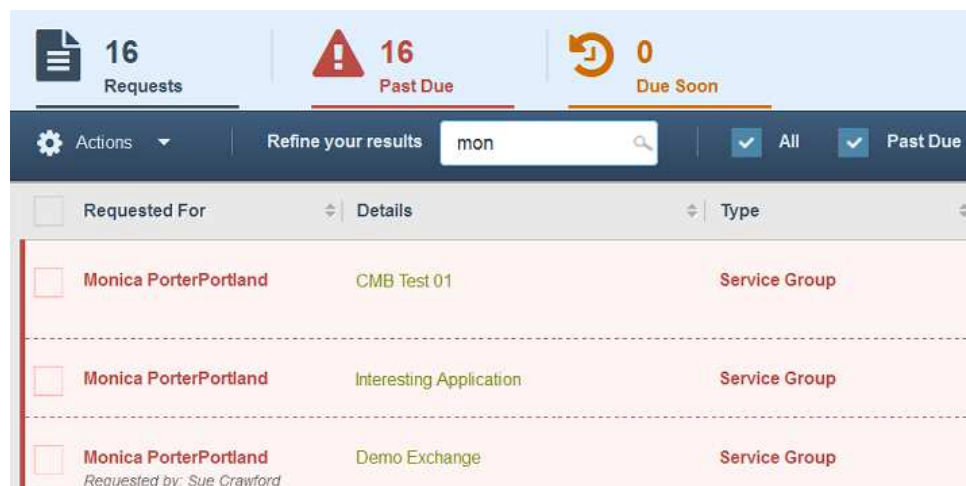 16
Requests
16
Past Due
0
Due Soon
Actions
Refine your results
mon
All
Past Due
Requested For
Details
Type
Monica PorterPortland
CMB Test 01
Service Group
Monica PorterPortland
Interesting Application
Service Group
Monica PorterPortland
Demo Exchange
Service Group
Requested by: Sue Crawford